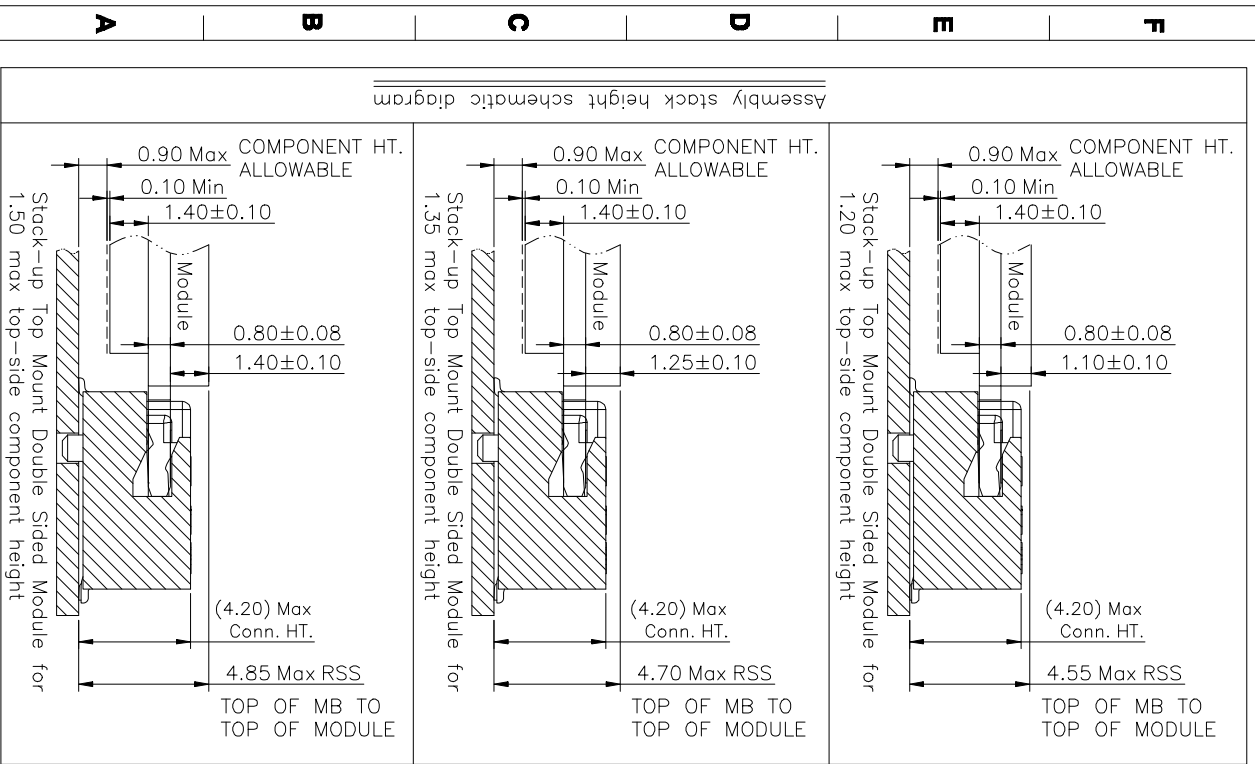 A
B
C
D
E
F
Assembly stack height schematic diagram
0.90 Max
COMPONENT HT.
ALLOWABLE
0.10 Min
1.40±0.10
Module
0.80±0.08
1.40±0.10
(4.20) Max
Conn. HT.
4.85 Max RSS
TOP OF MB TO
TOP OF MODULE
Stack-up Top Mount Double Sided Module for
1.50 max top-side component height
0.90 Max
COMPONENT HT.
ALLOWABLE
0.10 Min
1.40±0.10
Module
0.80±0.08
1.25±0.10
(4.20) Max
Conn. HT.
4.70 Max RSS
TOP OF MB TO
TOP OF MODULE
Stack-up Top Mount Double Sided Module for
1.35 max top-side component height
0.90 Max
COMPONENT HT.
ALLOWABLE
0.10 Min
1.40±0.10
Module
0.80±0.08
1.10±0.10
(4.20) Max
Conn. HT.
4.55 Max RSS
TOP OF MB TO
TOP OF MODULE
Stack-up Top Mount Double Sided Module for
1.20 max top-side component height